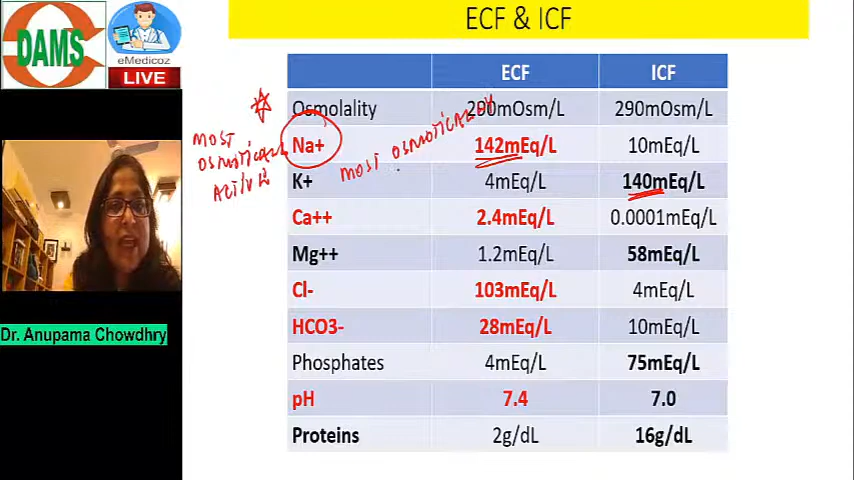 ECF & ICF
DAMS
eMedicoz
LIVE
ECF ICF
Osmolality 290mOsm/L 290mOsm/L
Na+ 142mEq/L 10mEq/L
K+ 4mEq/L 140mEq/L
Ca++ 2.4mEq/L 0.0001mEq/L
Mg++ 1.2mEq/L 58mEq/L
Cl- 103mEq/L 4mEq/L
HCO3- 28mEq/L 10mEq/L
Phosphates 4mEq/L 75mEq/L
pH 7.4 7.0
Proteins 2g/dL 16g/dL
MOST
OSMOTICALLY
ACTIVE
MOST OSMOTICALLY
Dr. Anupama Chowdhry